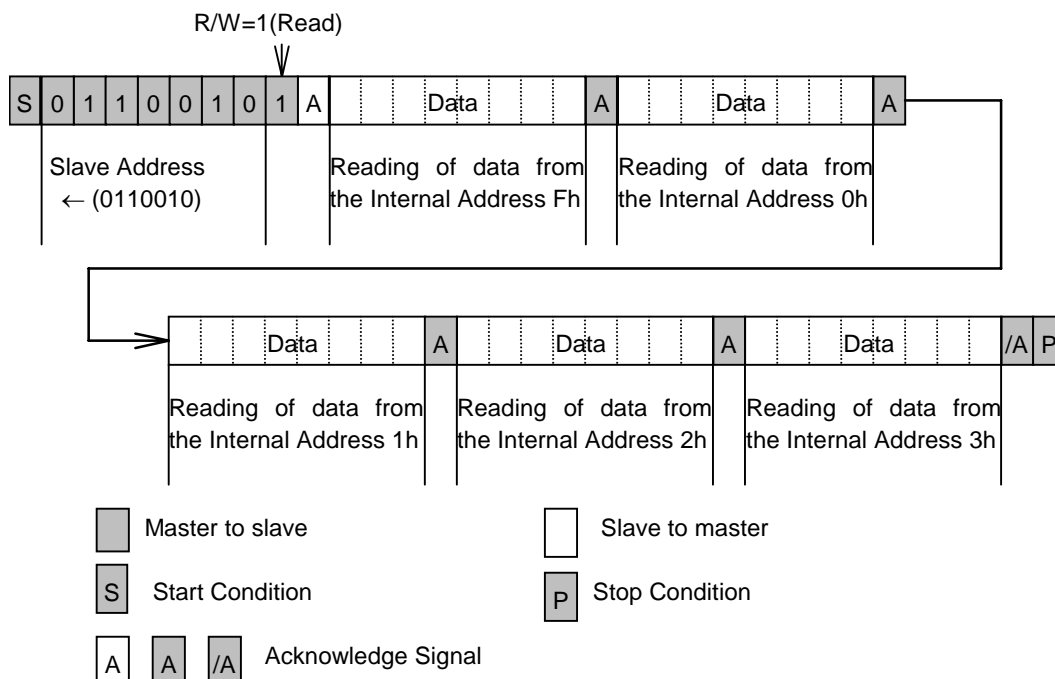 R/W=1(Read)
S 0 1 1 0 0 1 0 1 A Data A Data A
Slave Address
← (0110010)
Reading of data from
the Internal Address Fh
Reading of data from
the Internal Address 0h
Data A Data A Data /A P
Reading of data from
the Internal Address 1h
Reading of data from
the Internal Address 2h
Reading of data from
the Internal Address 3h
Master to slave
Slave to master
S Start Condition
P Stop Condition
A A /A Acknowledge Signal